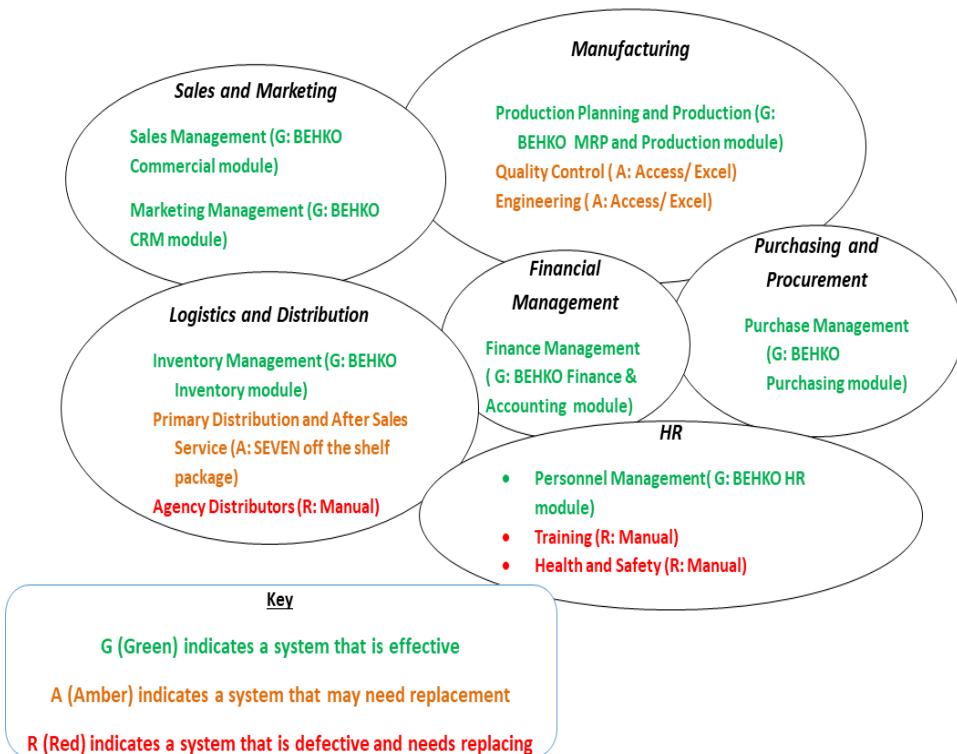 Manufacturing
Production Planning and Production (G:
BEHKO MRP and Production module)
Quality Control ( A: Access/ Excel)
Engineering ( A: Access/ Excel)
Sales and Marketing
Sales Management (G: BEHKO
Commercial module)
Marketing Management (G: BEHKO
CRM module)
Purchasing and
Procurement
Purchase Management
(G: BEHKO
Purchasing module)
Financial
Management
Finance Management
( G: BEHKO Finance &
Accounting module)
Logistics and Distribution
Inventory Management (G: BEHKO
Inventory module)
Primary Distribution and After Sales
Service (A: SEVEN off the shelf
package)
Agency Distributors (R: Manual)
HR
• Personnel Management( G: BEHKO HR
module)
• Training (R: Manual)
• Health and Safety (R: Manual)
Key
G (Green) indicates a system that is effective
A (Amber) indicates a system that may need replacement
R (Red) indicates a system that is defective and needs replacing